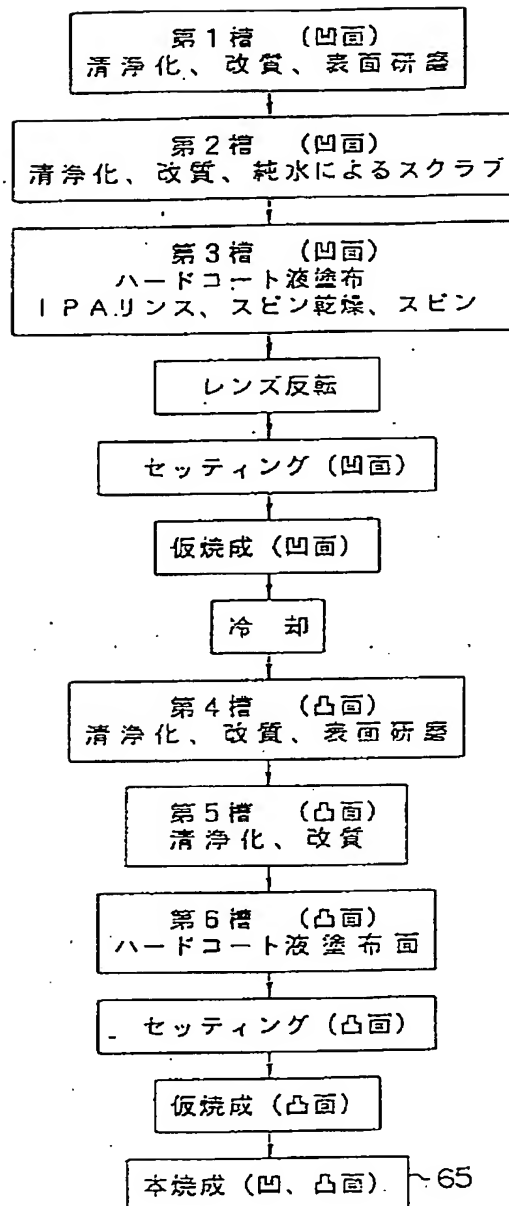 第1槽 (凹面)
清浄化、改質、表面研磨
第2槽 (凹面)
清浄化、改質、純水によるスクラブ
第3槽 (凹面)
ハードコート液塗布
IPAリンス、スピン乾燥、スピン
レンズ反転
セッティング(凹面)
仮焼成(凹面)
冷 却
第4槽 (凸面)
清浄化、改質、表面研磨
第5槽 (凸面)
清浄化、改質
第6槽 (凸面)
ハードコート液塗布面
セッティング(凸面)
仮焼成(凸面)
本焼成(凹、凸面) 65